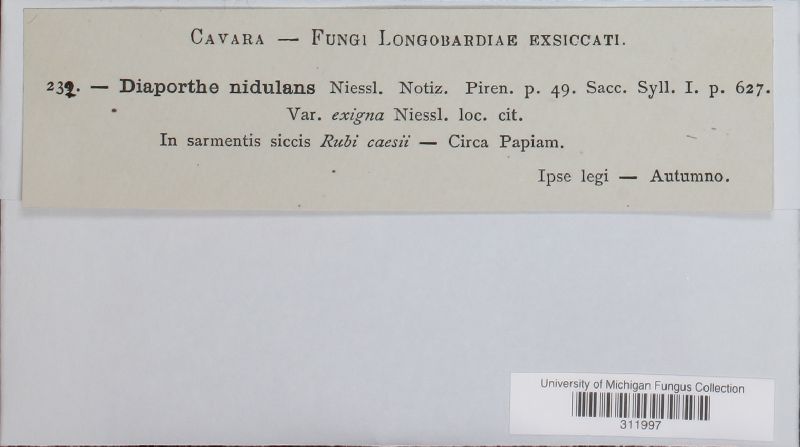 CAVARA — FUNGI LONGOBARDIAE EXSICCATI.
232. — Diaporthe nidulans Niessl. Notiz. Piren. p. 49. Sacc. Syll. I. p. 627.
Var. exigna Niessl. loc. cit.
In sarmentis siccis Rubi caesii — Circa Papiam.
Ipse legi — Autumno.
University of Michigan Fungus Collection
311997